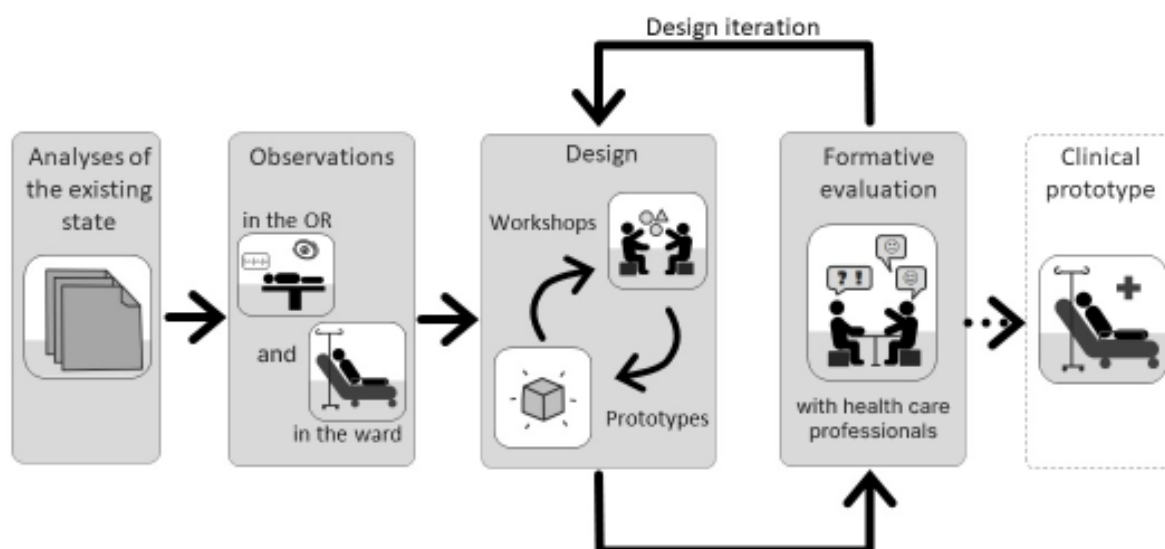 Design iteration
Analyses of
the existing
state
Observations
in the OR
and
in the ward
Design
Workshops
Prototypes
Formative
evaluation
? !
with health care
professionals
Clinical
prototype